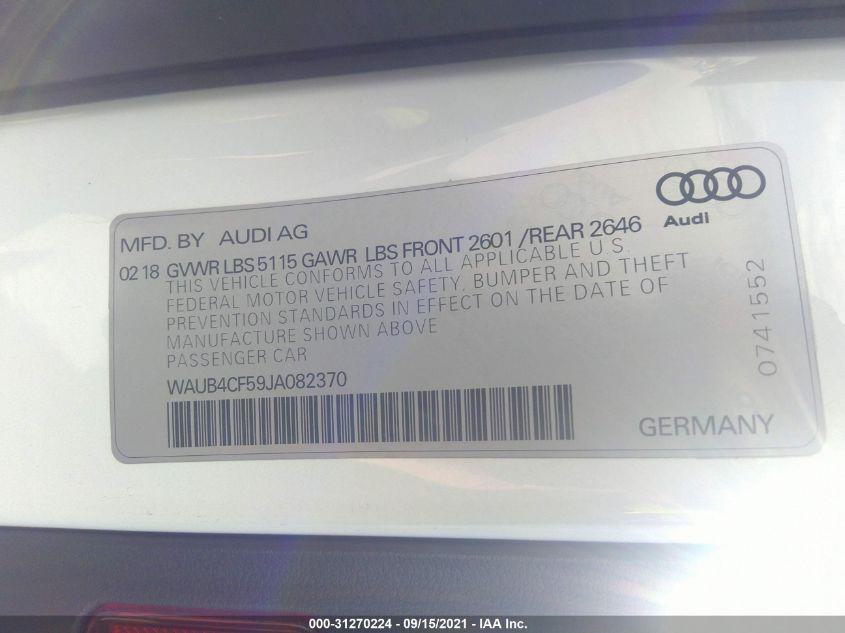 Audi
MFD. BY AUDI AG
02 18 GVWR LBS 5115 GAWR LBS FRONT 2601 /REAR 2646
THIS VEHICLE CONFORMS TO ALL APPLICABLE U.S.
FEDERAL MOTOR VEHICLE SAFETY, BUMPER AND THEFT
PREVENTION STANDARDS IN EFFECT ON THE DATE OF
MANUFACTURE SHOWN ABOVE
PASSENGER CAR
WAUB4CF59JA082370
0741552
GERMANY
000-31270224 - 09/15/2021 - IAA Inc.